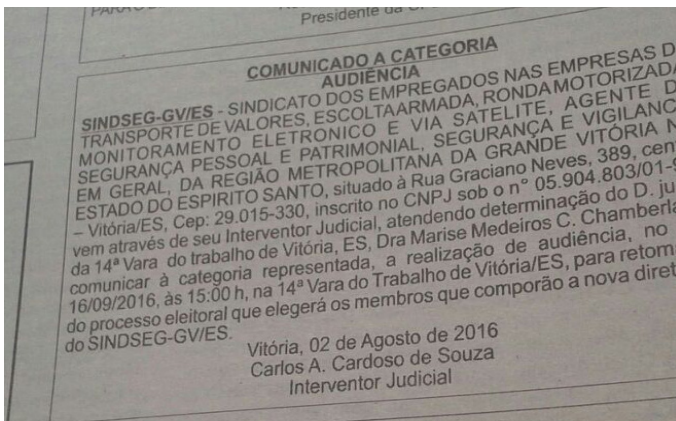 Presidente da
COMUNICADO A CATEGORIA
AUDIÊNCIA
SINDSEG-GV/ES - SINDICATO DOS EMPREGADOS NAS EMPRESAS D
TRANSPORTE DE VALORES, ESCOLTA ARMADA, RONDA MOTORIZADA
MONITORAMENTO ELETRONICO E VIA SATELITE, AGENTE D
SEGURANÇA PESSOAL E PATRIMONIAL, SEGURANÇA E VIGILANC
EM GERAL, DA REGIÃO METROPOLITANA DA GRANDE VITÓRIA N
ESTADO DO ESPIRITO SANTO, situado à Rua Graciano Neves, 389, cen
– Vitória/ES, Cep: 29.015-330, inscrito no CNPJ sob o n° 05.904.803/01-
vem através de seu Interventor Judicial, atendendo determinação do D. ju
da 14ª Vara do trabalho de Vitória, ES, Dra Marise Medeiros C. Chamberla
comunicar à categoria representada, a realização de audiência, no
16/09/2016, às 15:00 h, na 14ª Vara do Trabalho de Vitória/ES, para retom
do processo eleitoral que elegerá os membros que comporão a nova diret
do SINDSEG-GV/ES.
Vitória, 02 de Agosto de 2016
Carlos A. Cardoso de Souza
Interventor Judicial